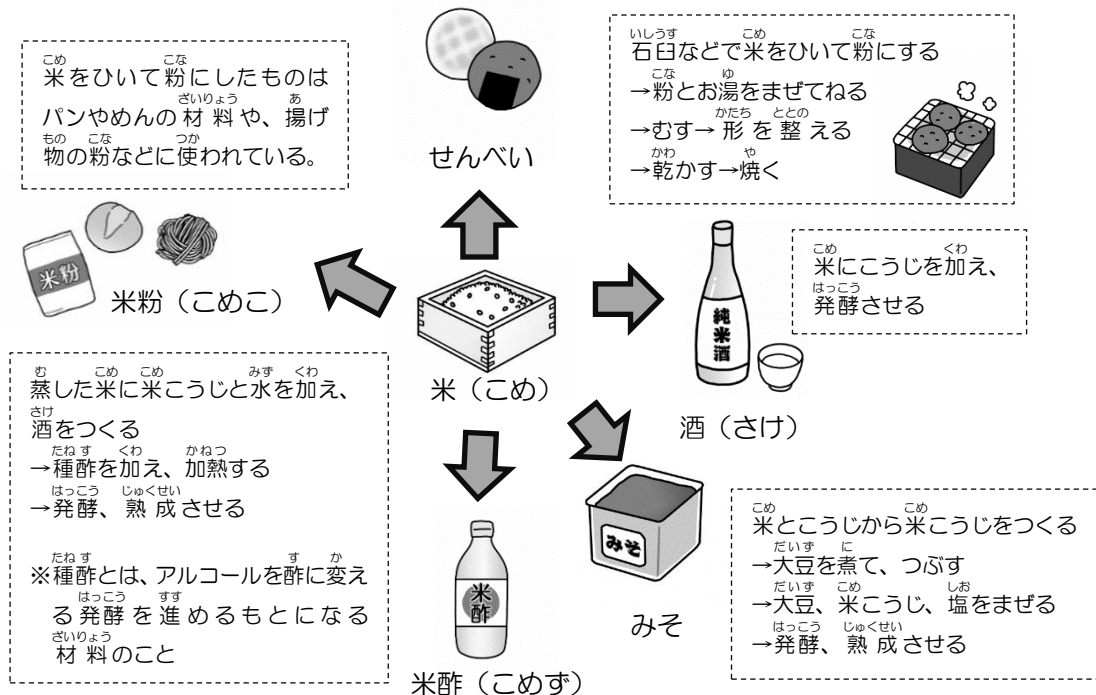 米をひいて粉にしたものは
パンやめんの材料や、揚げ
物の粉などに使われている。
せんべい
石臼などで米をひいて粉にする
→粉とお湯をまぜてねる
→むす→形を整える
→乾かす→焼く
米粉
米粉（こめこ）
米（こめ）
純米酒
酒（さけ）
米にこうじを加え、
発酵させる
蒸した米に米こうじと水を加え、
酒をつくる
→種酢を加え、加熱する
→発酵、熟成させる
※種酢とは、アルコールを酢に変え
る発酵を進めるもとになる
材料のこと
米酢
米酢（こめず）
みそ
みそ
米とこうじから米こうじをつくる
→大豆を煮て、つぶす
→大豆、米こうじ、塩をまぜる
→発酵、熟成させる